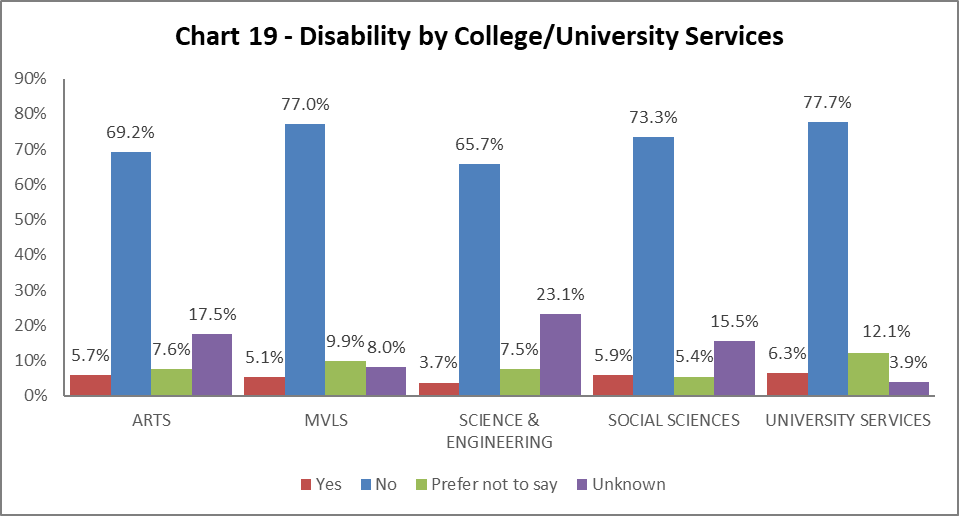 Chart 19 - Disability by College/University Services
90%
80%
70%
60%
50%
40%
30%
20%
10%
0%
69.2%
77.0%
65.7%
73.3%
77.7%
5.7%
7.6%
17.5%
5.1%
9.9%
8.0%
3.7%
7.5%
23.1%
5.9%
5.4%
15.5%
6.3%
12.1%
3.9%
ARTS
MVLS
SCIENCE &
ENGINEERING
SOCIAL SCIENCES
UNIVERSITY SERVICES
Yes
No
Prefer not to say
Unknown